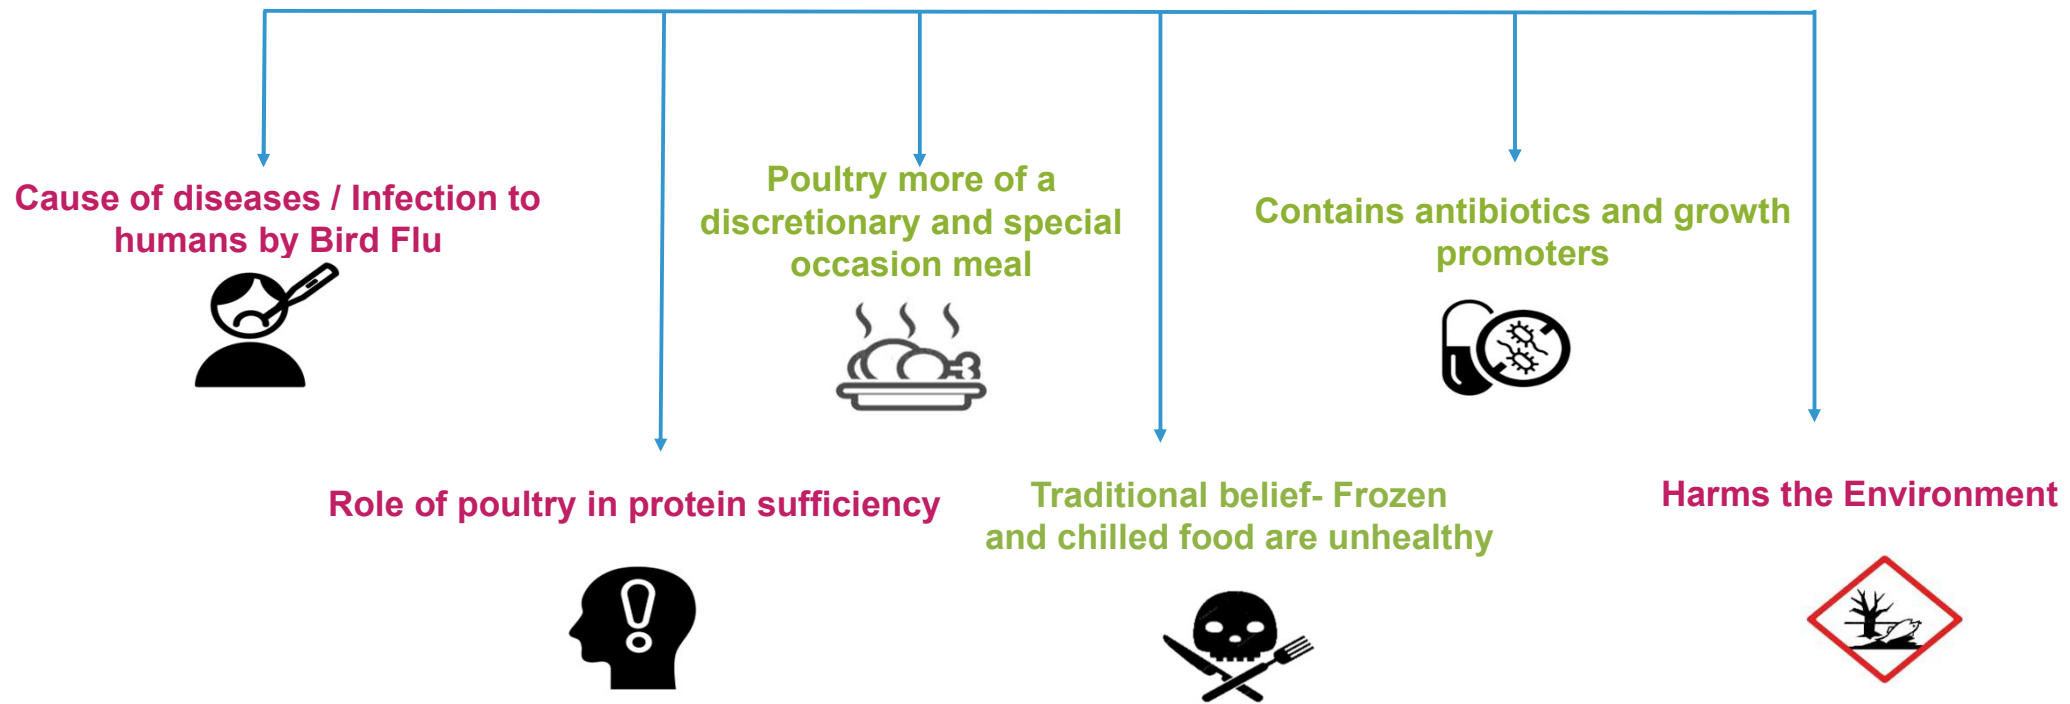 Cause of diseases / Infection to
humans by Bird Flu
Poultry more of a
discretionary and special
occasion meal
Contains antibiotics and growth
promoters
Role of poultry in protein sufficiency
Traditional belief- Frozen
and chilled food are unhealthy
Harms the Environment